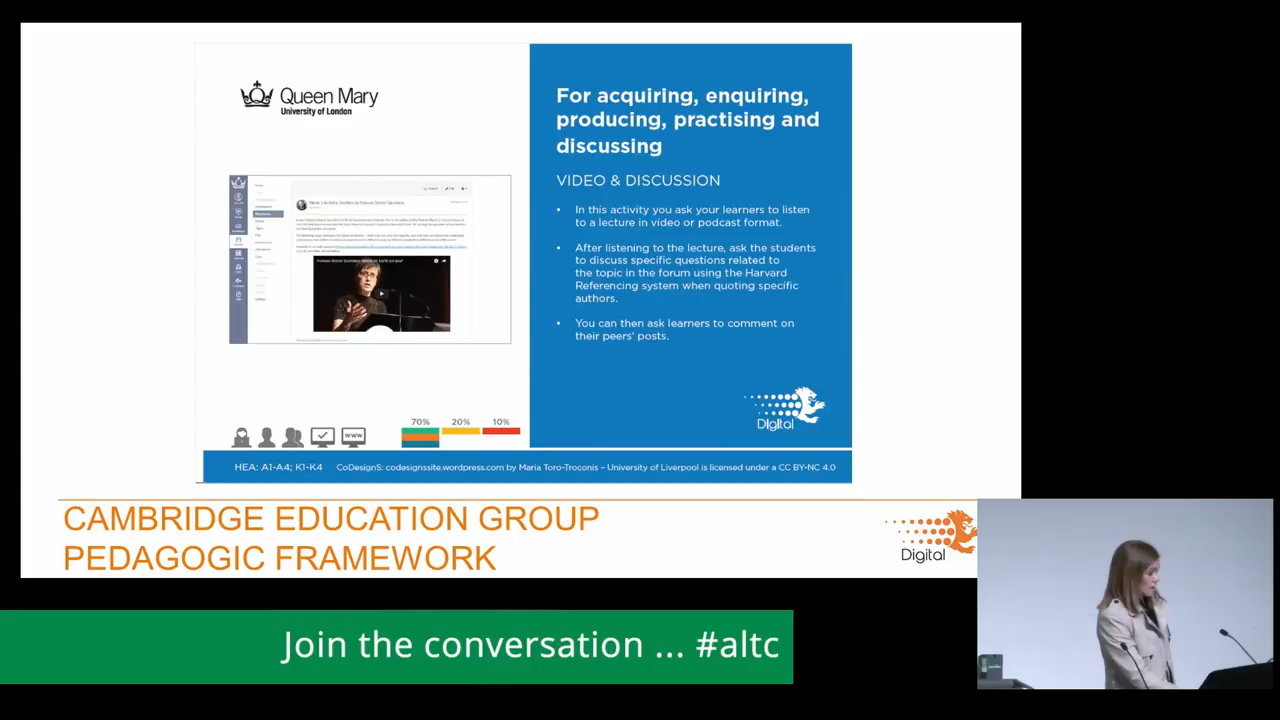 Queen Mary
University of London
For acquiring, enquiring,
producing, practising and
discussing
VIDEO & DISCUSSION
• In this activity you ask your learners to listen
to a lecture in video or podcast format.
• After listening to the lecture, ask the students
to discuss specific questions related to
the topic in the forum using the Harvard
Referencing system when quoting specific
authors.
• You can then ask learners to comment on
their peers' posts.
Digital
70% 20% 10%
www
HEA: A1-A4; K1-K4 CoDesignS: codesignssite.wordpress.com by Maria Toro-Troconis – University of Liverpool is licensed under a CC BY-NC 4.0
CAMBRIDGE EDUCATION GROUP
PEDAGOGIC FRAMEWORK
Digital
Join the conversation ... #altc